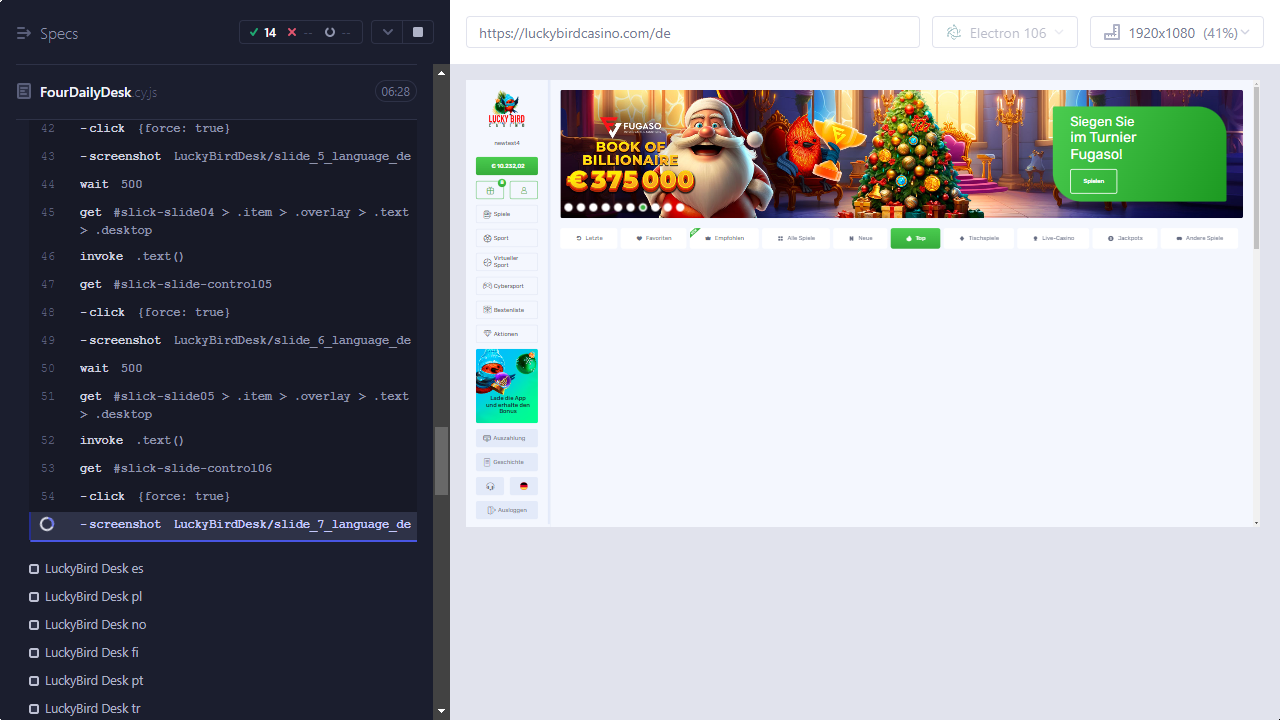 Specs
14
--
--
FourDailyDesk.cy.js
06:28
42 -click {force: true}
43 -screenshot LuckyBirdDesk/slide_5_language_de
44 wait 500
45 get #slick-slide04 > .item > .overlay > .text
> .desktop
46 invoke .text()
47 get #slick-slide-control05
48 -click {force: true}
49 -screenshot LuckyBirdDesk/slide_6_language_de
50 wait 500
51 get #slick-slide05 > .item > .overlay > .text
> .desktop
52 invoke .text()
53 get #slick-slide-control06
54 -click {force: true}
-screenshot LuckyBirdDesk/slide_7_language_de
LuckyBird Desk es
LuckyBird Desk pl
LuckyBird Desk no
LuckyBird Desk fi
LuckyBird Desk pt
LuckyBird Desk tr
https://luckybirdcasino.com/de
Electron 106
1920x1080 (41%)
LUCKY BIRD
CASINO
newtest4
€ 10.232,02
Spiele
Sport
Virtueller
Sport
Cybersport
Bestenliste
Aktionen
Lade die App
und erhalte den
Bonus
Auszahlung
Geschichte
Ausloggen
FUGASO
BOOK OF
BILLIONAIRE
€ 375 000
Siegen Sie
im Turnier
Fugaso!
Spielen
Letzte
Favoriten
Empfohlen
Alle Spiele
Neue
Top
Tischspiele
Live-Casino
Jackpots
Andere Spiele